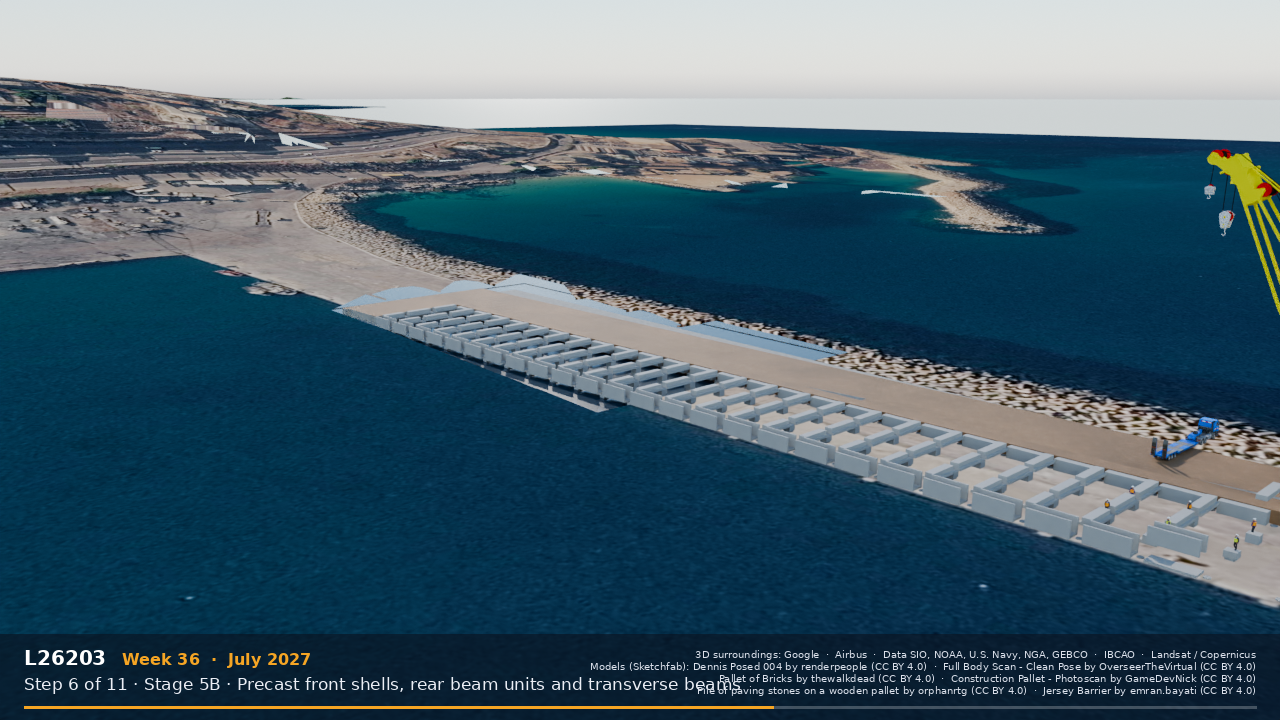 L26203 Week 36 · July 2027
Step 6 of 11 · Stage 5B · Precast front shells, rear beam units and transverse beams
3D surroundings: Google · Airbus · Data SIO, NOAA, U.S. Navy, NGA, GEBCO · IBCAO · Landsat / Copernicus
Models (Sketchfab): Dennis Posed 004 by renderpeople (CC BY 4.0) · Full Body Scan - Clean Pose by OverseerTheVirtual (CC BY 4.0)
Pallet of Bricks by thewalkdead (CC BY 4.0) · Construction Pallet - Photoscan by GameDevNick (CC BY 4.0)
Pile of paving stones on a wooden pallet by orphanrtg (CC BY 4.0) · Jersey Barrier by emran.bayati (CC BY 4.0)